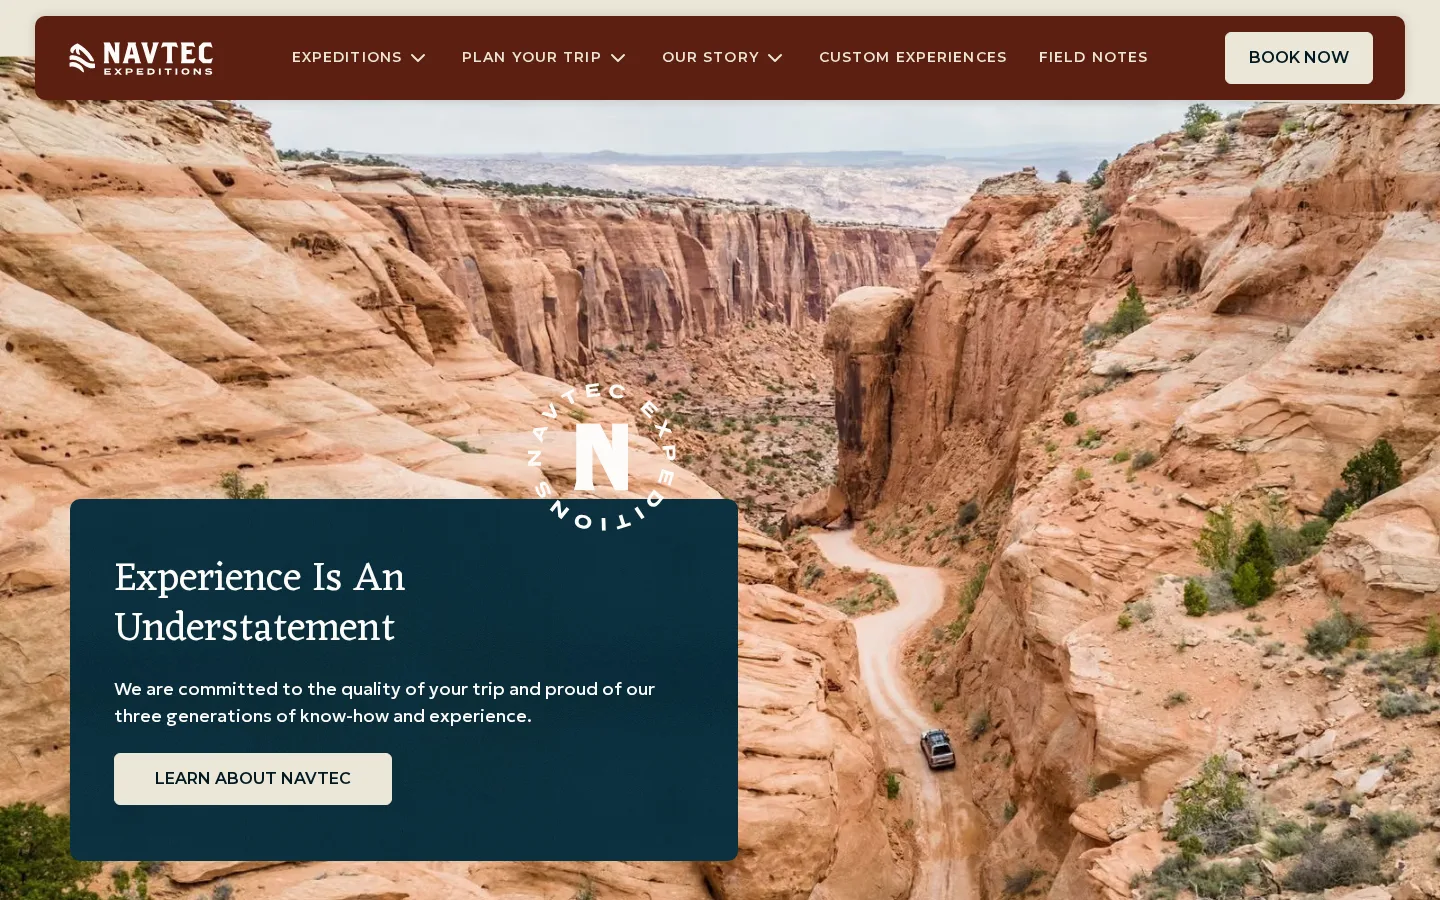 NAVTEC
EXPEDITIONS
EXPEDITIONS
PLAN YOUR TRIP
OUR STORY
CUSTOM EXPERIENCES
FIELD NOTES
BOOK NOW
NAVTEC EXPEDITIONS
N
Experience Is An
Understatement
We are committed to the quality of your trip and proud of our
three generations of know-how and experience.
LEARN ABOUT NAVTEC